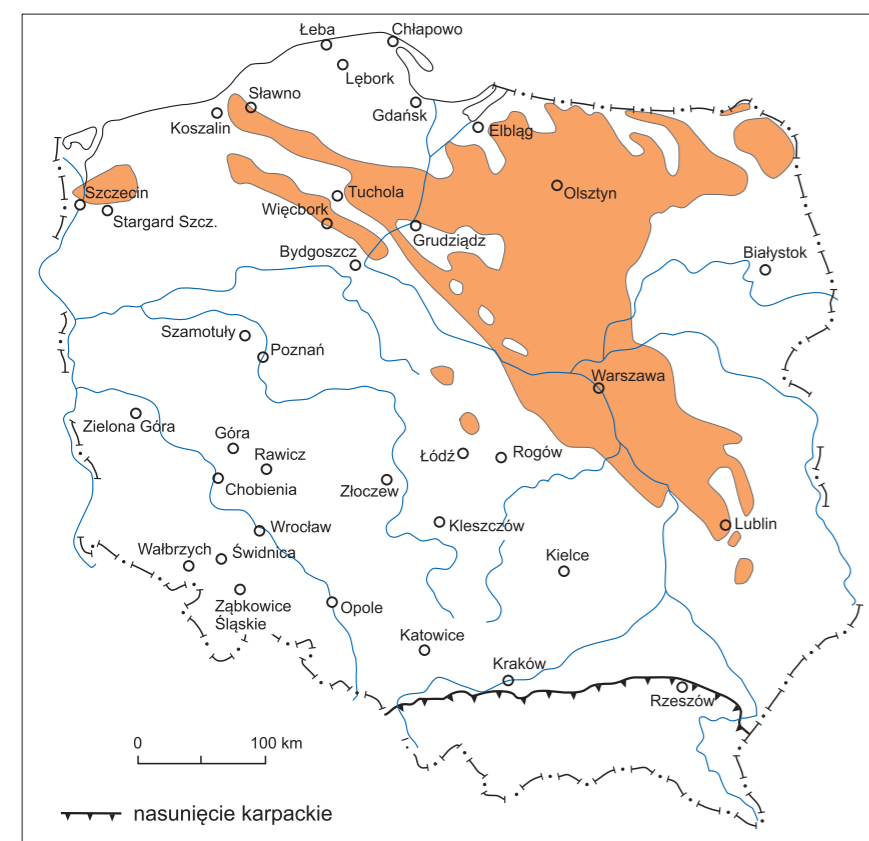 Łeba
Chłapowo
Lębork
Sławno
Gdańsk
Koszalin
Elbląg
Szczecin
Tuchola
Olsztyn
Stargard Szcz.
Więcbork
Grudziądz
Bydgoszcz
Białystok
Szamotuły
Poznań
Warszawa
Zielona Góra
Góra
Rawicz
Łódź
Rogów
Chobienia
Złoczew
Kleszczów
Lublin
Wrocław
Wałbrzych
Świdnica
Kielce
Ząbkowice
Śląskie
Opole
Katowice
Kraków
Rzeszów
0
100 km
nasunięcie karpackie